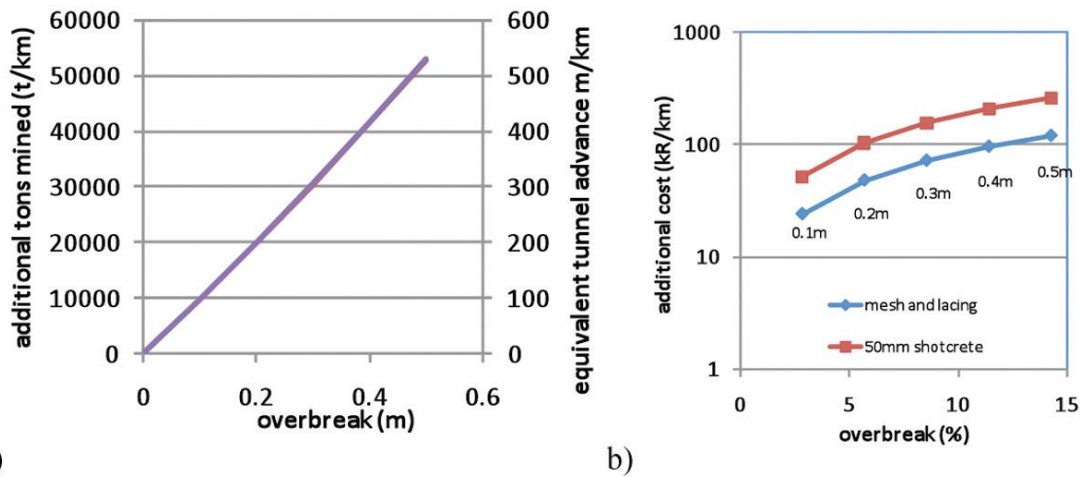 additional tons mined (t/km)
60000
50000
40000
30000
20000
10000
0
0
0.2
0.4
0.6
overbreak (m)
600
500
400
300
200
100
0
equivalent tunnel advance m/km
)
b)
additional cost (kR/km)
1000
100
10
1
0.1m
0.2m
0.3m
0.4m
0.5m
mesh and lacing
50mm shotcrete
0
5
10
15
overbreak (%)